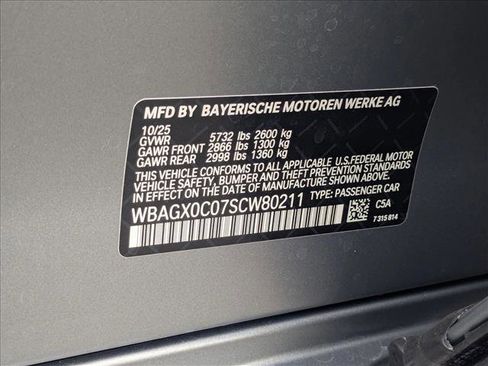 MFD BY BAYERISCHE MOTOREN WERKE AG
10/25
GVWR 5732 lbs 2600 kg
GAWR FRONT 2866 lbs 1300 kg
GAWR REAR 2998 lbs 1360 kg
THIS VEHICLE CONFORMS TO ALL APPLICABLE U.S.FEDERAL MOTOR
VEHICLE SAFETY, BUMPER, AND THEFT PREVENTION STANDARDS IN
EFFECT ON THE DATE OF MANUFACTURE SHOWN ABOVE.
WBAGX0C07SCW80211 TYPE: PASSENGER CAR
C5A
7 315 814